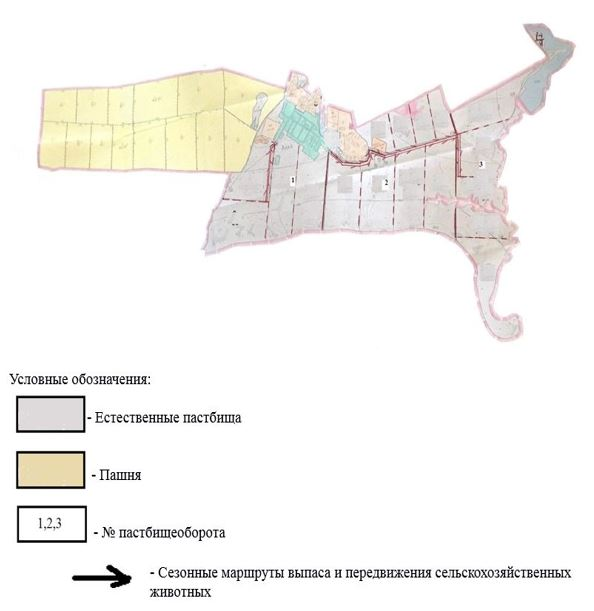 1
2
3
Условные обозначения:
- Естественные пастбища
- Пашня
1,2,3
- № пастбищеоборота
- Сезонные маршруты выпаса и передвижения сельскохозяйственных
животных